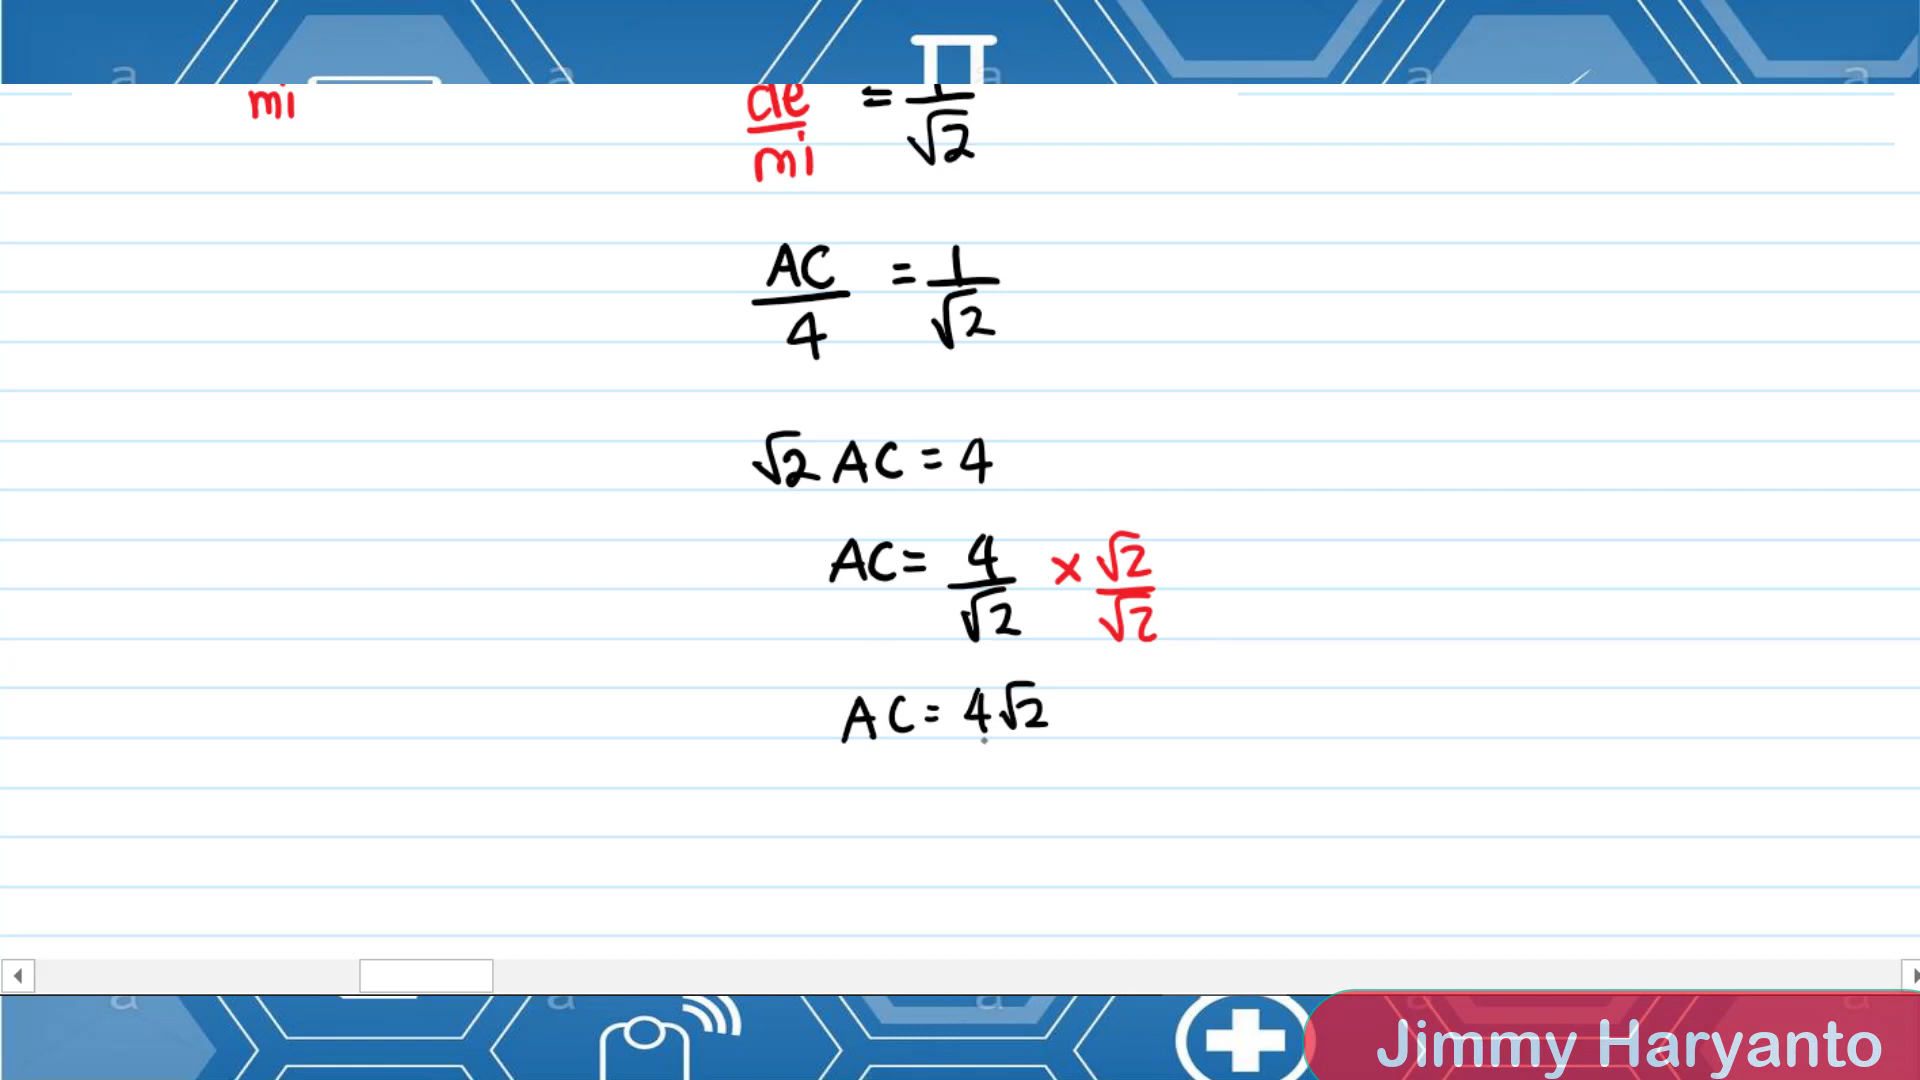 mi
de/mi = 1/√2
AC/4 = 1/√2
√2 AC = 4
AC = 4/√2 × √2/√2
AC = 4√2
Jimmy Haryanto